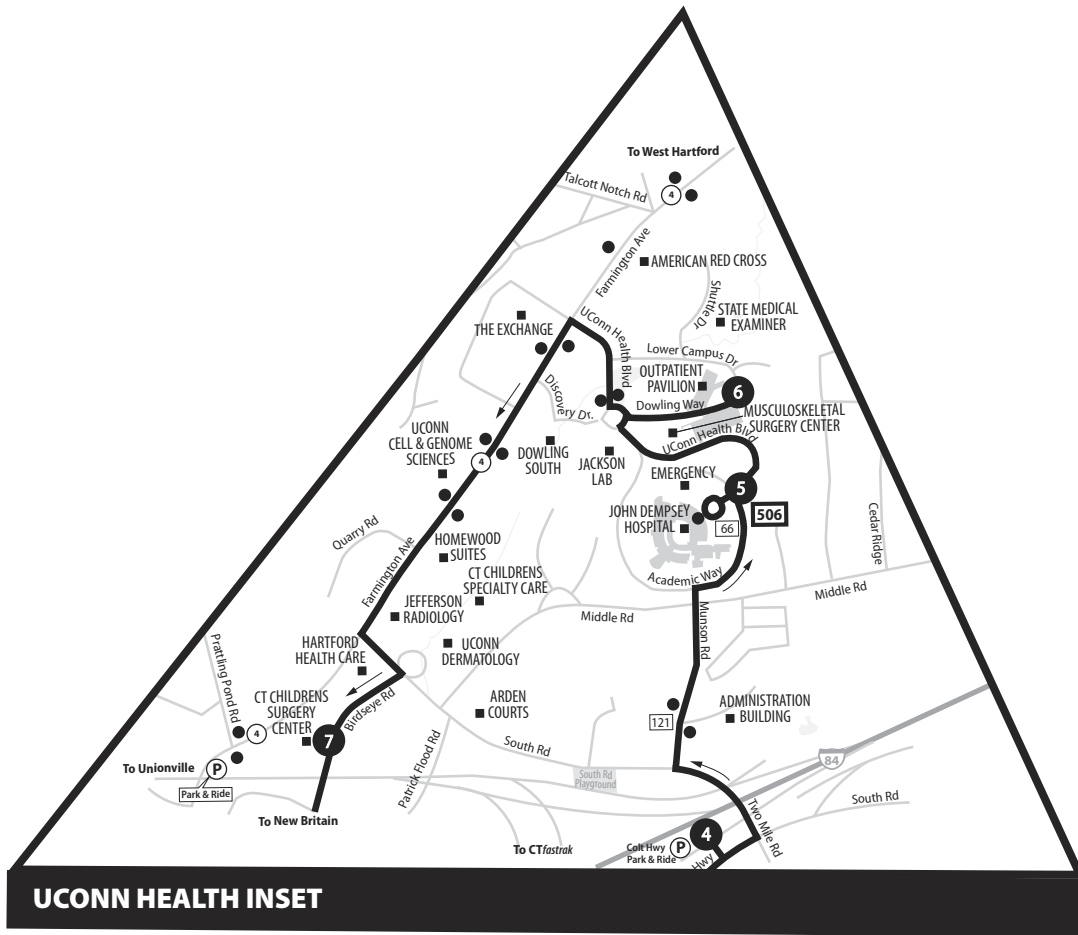 To West Hartford
Talcott Notch Rd
4
Farmington Ave
AMERICAN RED CROSS
Shuttle Dr
STATE MEDICAL
EXAMINER
THE EXCHANGE
UConn Health Blvd
Lower Campus Dr
OUTPATIENT
PAVILION
6
Discovery Dr.
Dowling Way
MUSCULOSKELETAL
SURGERY CENTER
UConn Health Blvd
UCONN
CELL & GENOME
SCIENCES
4
DOWLING
SOUTH
JACKSON
LAB
EMERGENCY
5
JOHN DEMPSEY
HOSPITAL
66
506
Cedar Ridge
Quarry Rd
HOMEWOOD
SUITES
Farmington Ave
CT CHILDRENS
SPECIALTY CARE
Academic Way
Middle Rd
JEFFERSON
RADIOLOGY
Middle Rd
Munson Rd
HARTFORD
HEALTH CARE
UCONN
DERMATOLOGY
Prattling Pond Rd
CT CHILDRENS
SURGERY
CENTER
Birdseye Rd
ARDEN
COURTS
ADMINISTRATION
BUILDING
121
4
7
South Rd
Patrick Flood Rd
84
To Unionville
P
Park & Ride
South Rd
Playground
South Rd
To New Britain
Two Mile Rd
4
To CTfastrak
Colt Hwy
Park & Ride
P
Hwy
UCONN HEALTH INSET